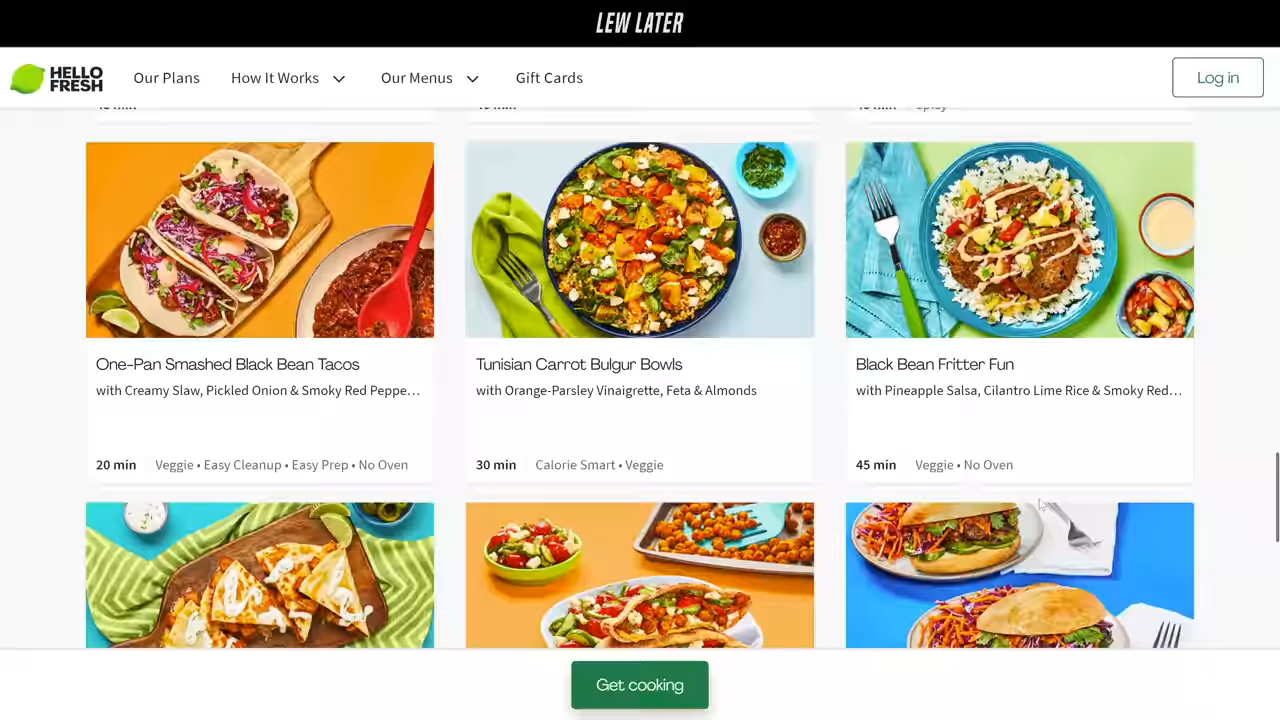 LEW LATER
HELLO
FRESH
Our Plans
How It Works
Our Menus
Gift Cards
Log in
One-Pan Smashed Black Bean Tacos
with Creamy Slaw, Pickled Onion & Smoky Red Peppe…
20 min
Veggie • Easy Cleanup • Easy Prep • No Oven
Tunisian Carrot Bulgur Bowls
with Orange-Parsley Vinaigrette, Feta & Almonds
30 min
Calorie Smart • Veggie
Black Bean Fritter Fun
with Pineapple Salsa, Cilantro Lime Rice & Smoky Red…
45 min
Veggie • No Oven
Get cooking